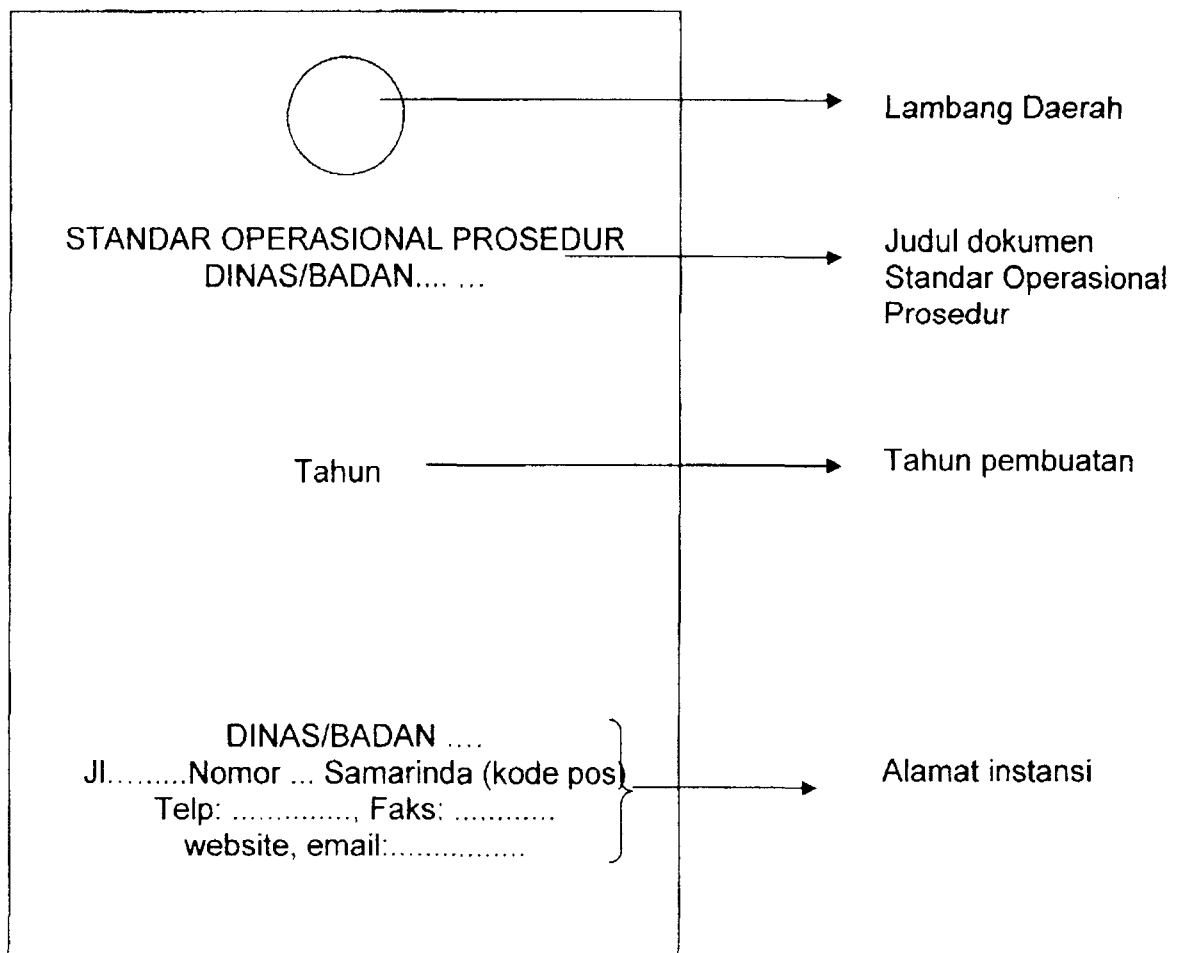 Lambang Daerah
STANDAR OPERASIONAL PROSEDUR
DINAS/BADAN.... ...
Judul dokumen
Standar Operasional
Prosedur
Tahun
Tahun pembuatan
DINAS/BADAN ....
Jl.........Nomor ... Samarinda (kode pos)
Telp: .............., Faks: ............
website, email:................
Alamat instansi